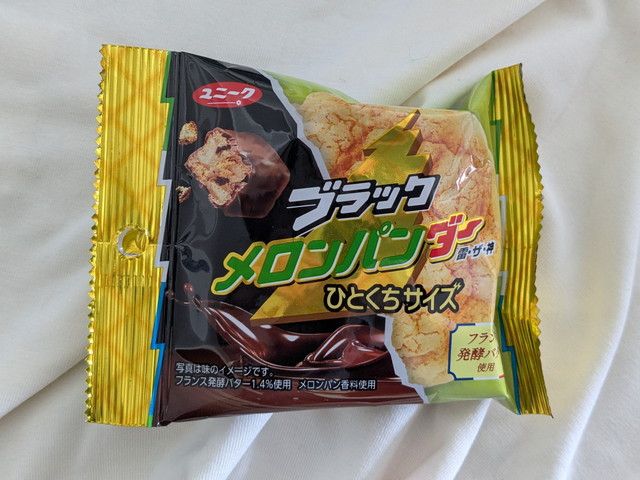 ユニーク
ブラック
メロンパンダー
雷・ザ・神
ひとくちサイズ
フラン
発酵バ
使用
写真は味のイメージです。
フランス発酵バター1.4%使用 メロンパン香料使用